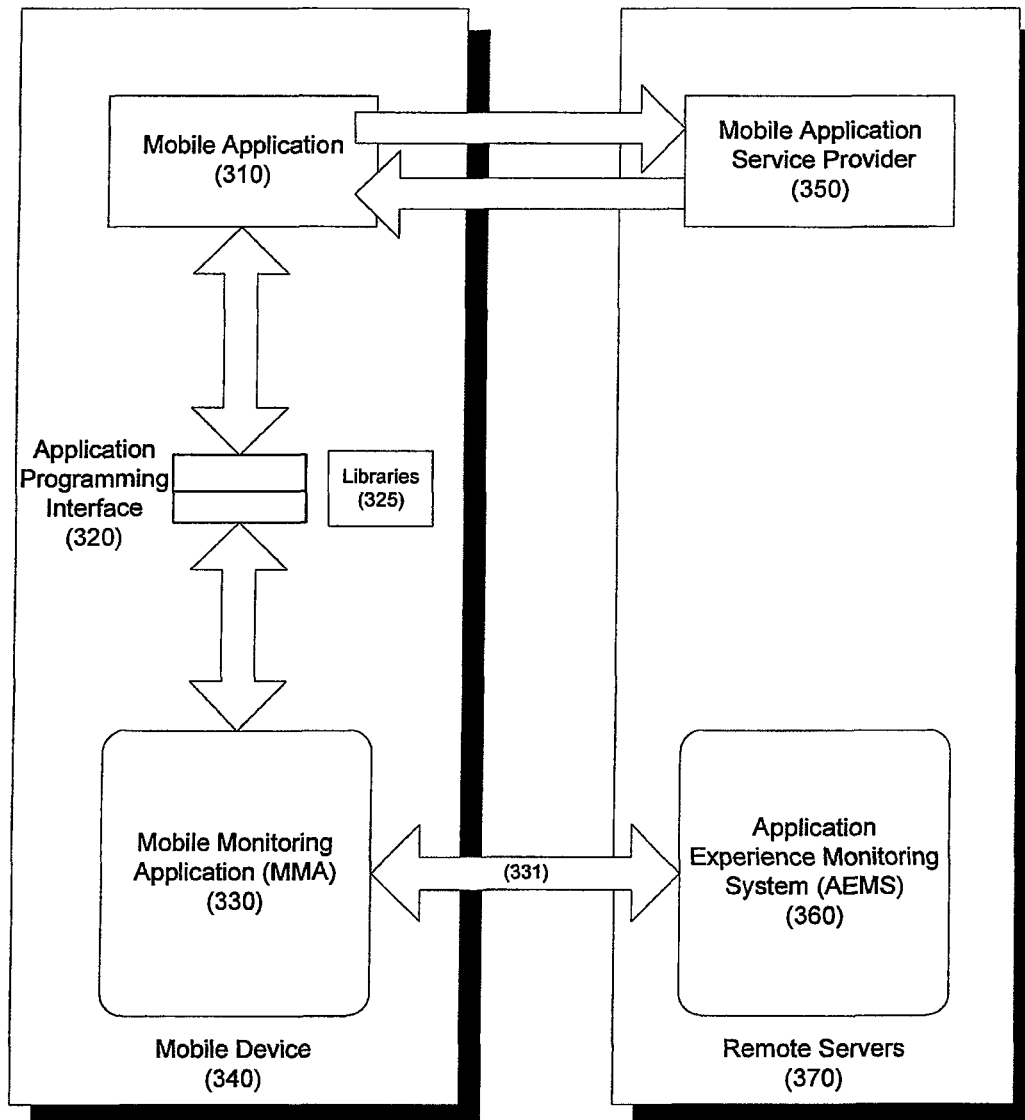 Mobile Application
(310)
Mobile Application
Service Provider
(350)
Application
Programming
Interface
(320)
Libraries
(325)
Mobile Monitoring
Application (MMA)
(330)
(331)
Application
Experience Monitoring
System (AEMS)
(360)
Mobile Device
(340)
Remote Servers
(370)